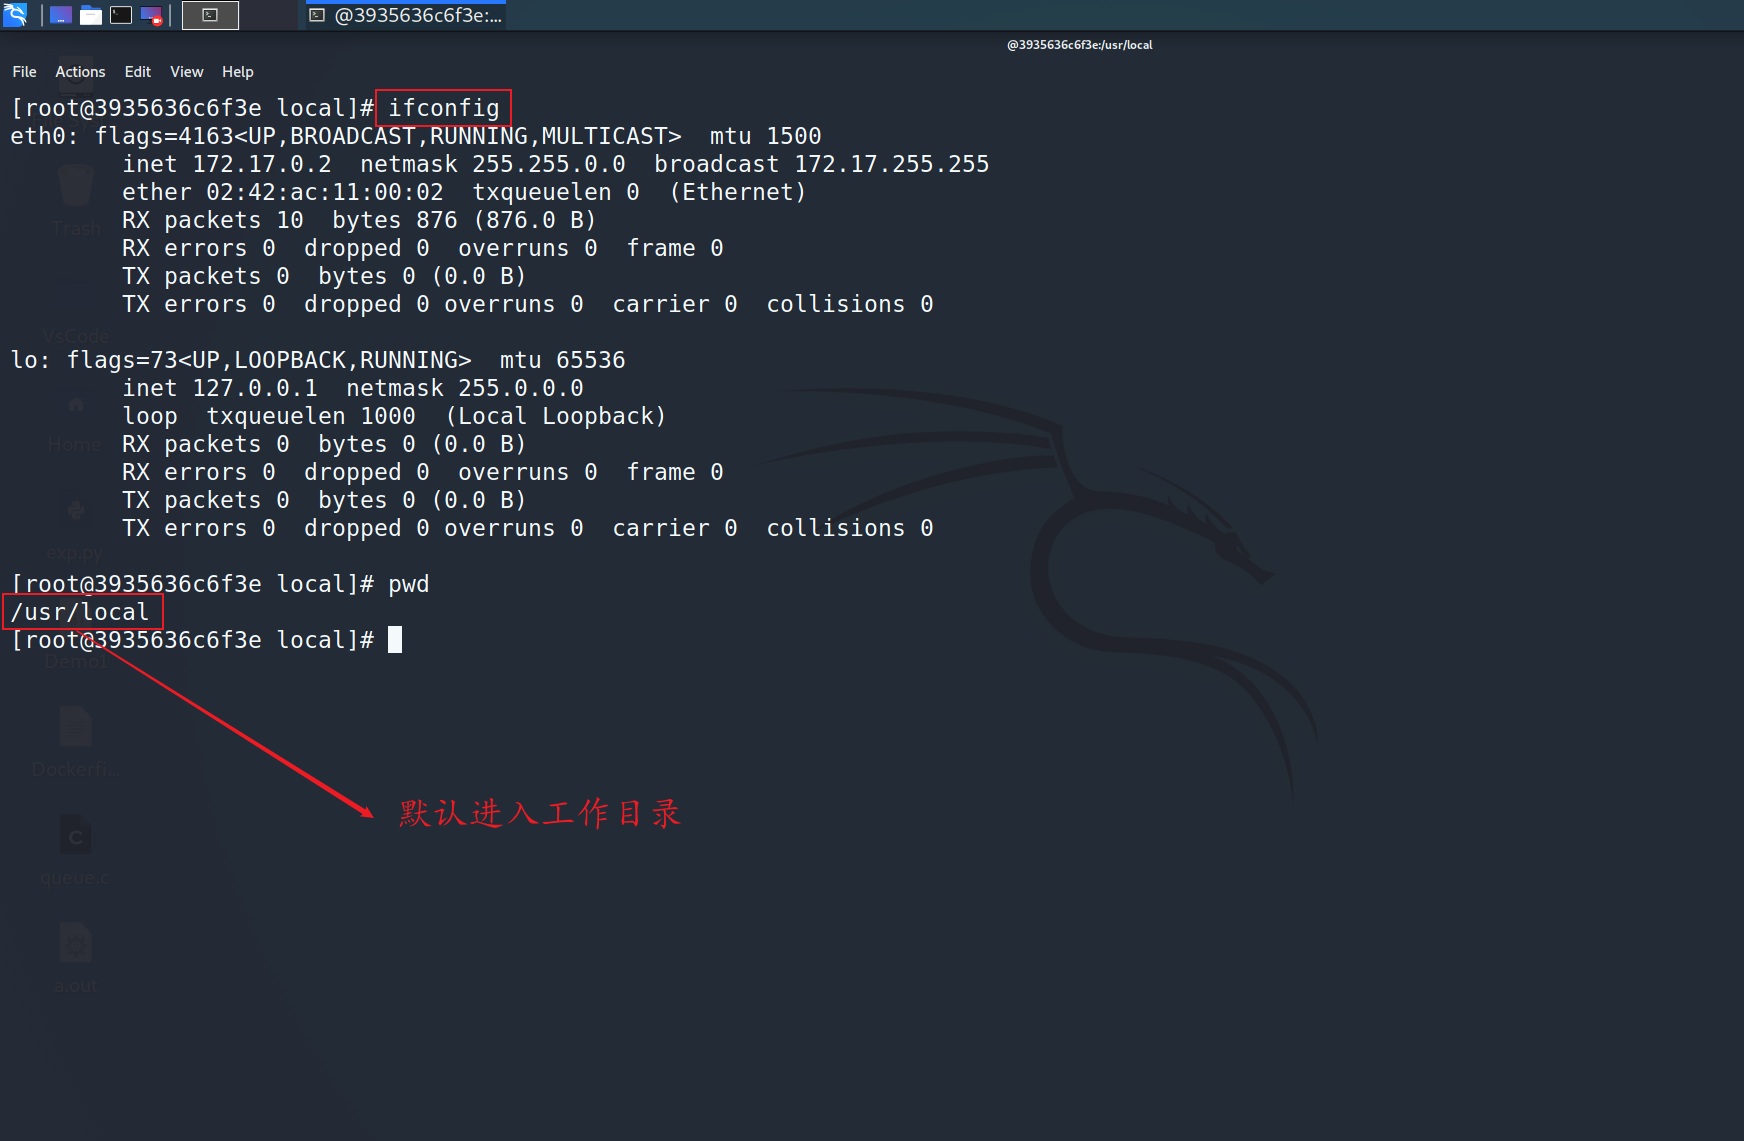 @3935636c6f3e:...
@3935636c6f3e:/usr/local
File Actions Edit View Help
[root@3935636c6f3e local]# ifconfig
eth0: flags=4163<UP,BROADCAST,RUNNING,MULTICAST>  mtu 1500
        inet 172.17.0.2  netmask 255.255.0.0  broadcast 172.17.255.255
        ether 02:42:ac:11:00:02  txqueuelen 0  (Ethernet)
        RX packets 10  bytes 876 (876.0 B)
        RX errors 0  dropped 0  overruns 0  frame 0
        TX packets 0  bytes 0 (0.0 B)
        TX errors 0  dropped 0 overruns 0  carrier 0  collisions 0
lo: flags=73<UP,LOOPBACK,RUNNING>  mtu 65536
        inet 127.0.0.1  netmask 255.0.0.0
        loop  txqueuelen 1000  (Local Loopback)
        RX packets 0  bytes 0 (0.0 B)
        RX errors 0  dropped 0  overruns 0  frame 0
        TX packets 0  bytes 0 (0.0 B)
        TX errors 0  dropped 0 overruns 0  carrier 0  collisions 0
[root@3935636c6f3e local]# pwd
/usr/local
[root@3935636c6f3e local]#
默认进入工作目录
Trash
VsCode
Home
exp.py
Demo1
Dockerfi...
queue.c
a.out